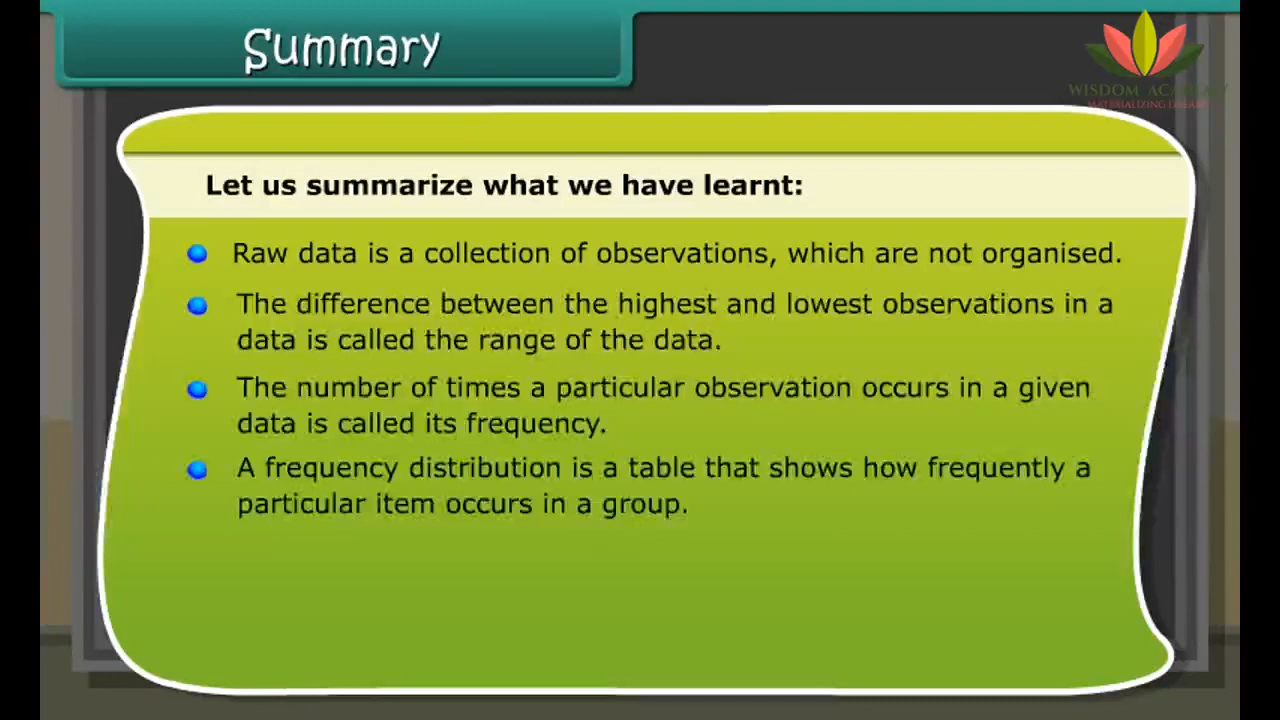 Summary
WISDOM ACADEMY
Let us summarize what we have learnt:
Raw data is a collection of observations, which are not organised.
The difference between the highest and lowest observations in a
data is called the range of the data.
The number of times a particular observation occurs in a given
data is called its frequency.
A frequency distribution is a table that shows how frequently a
particular item occurs in a group.